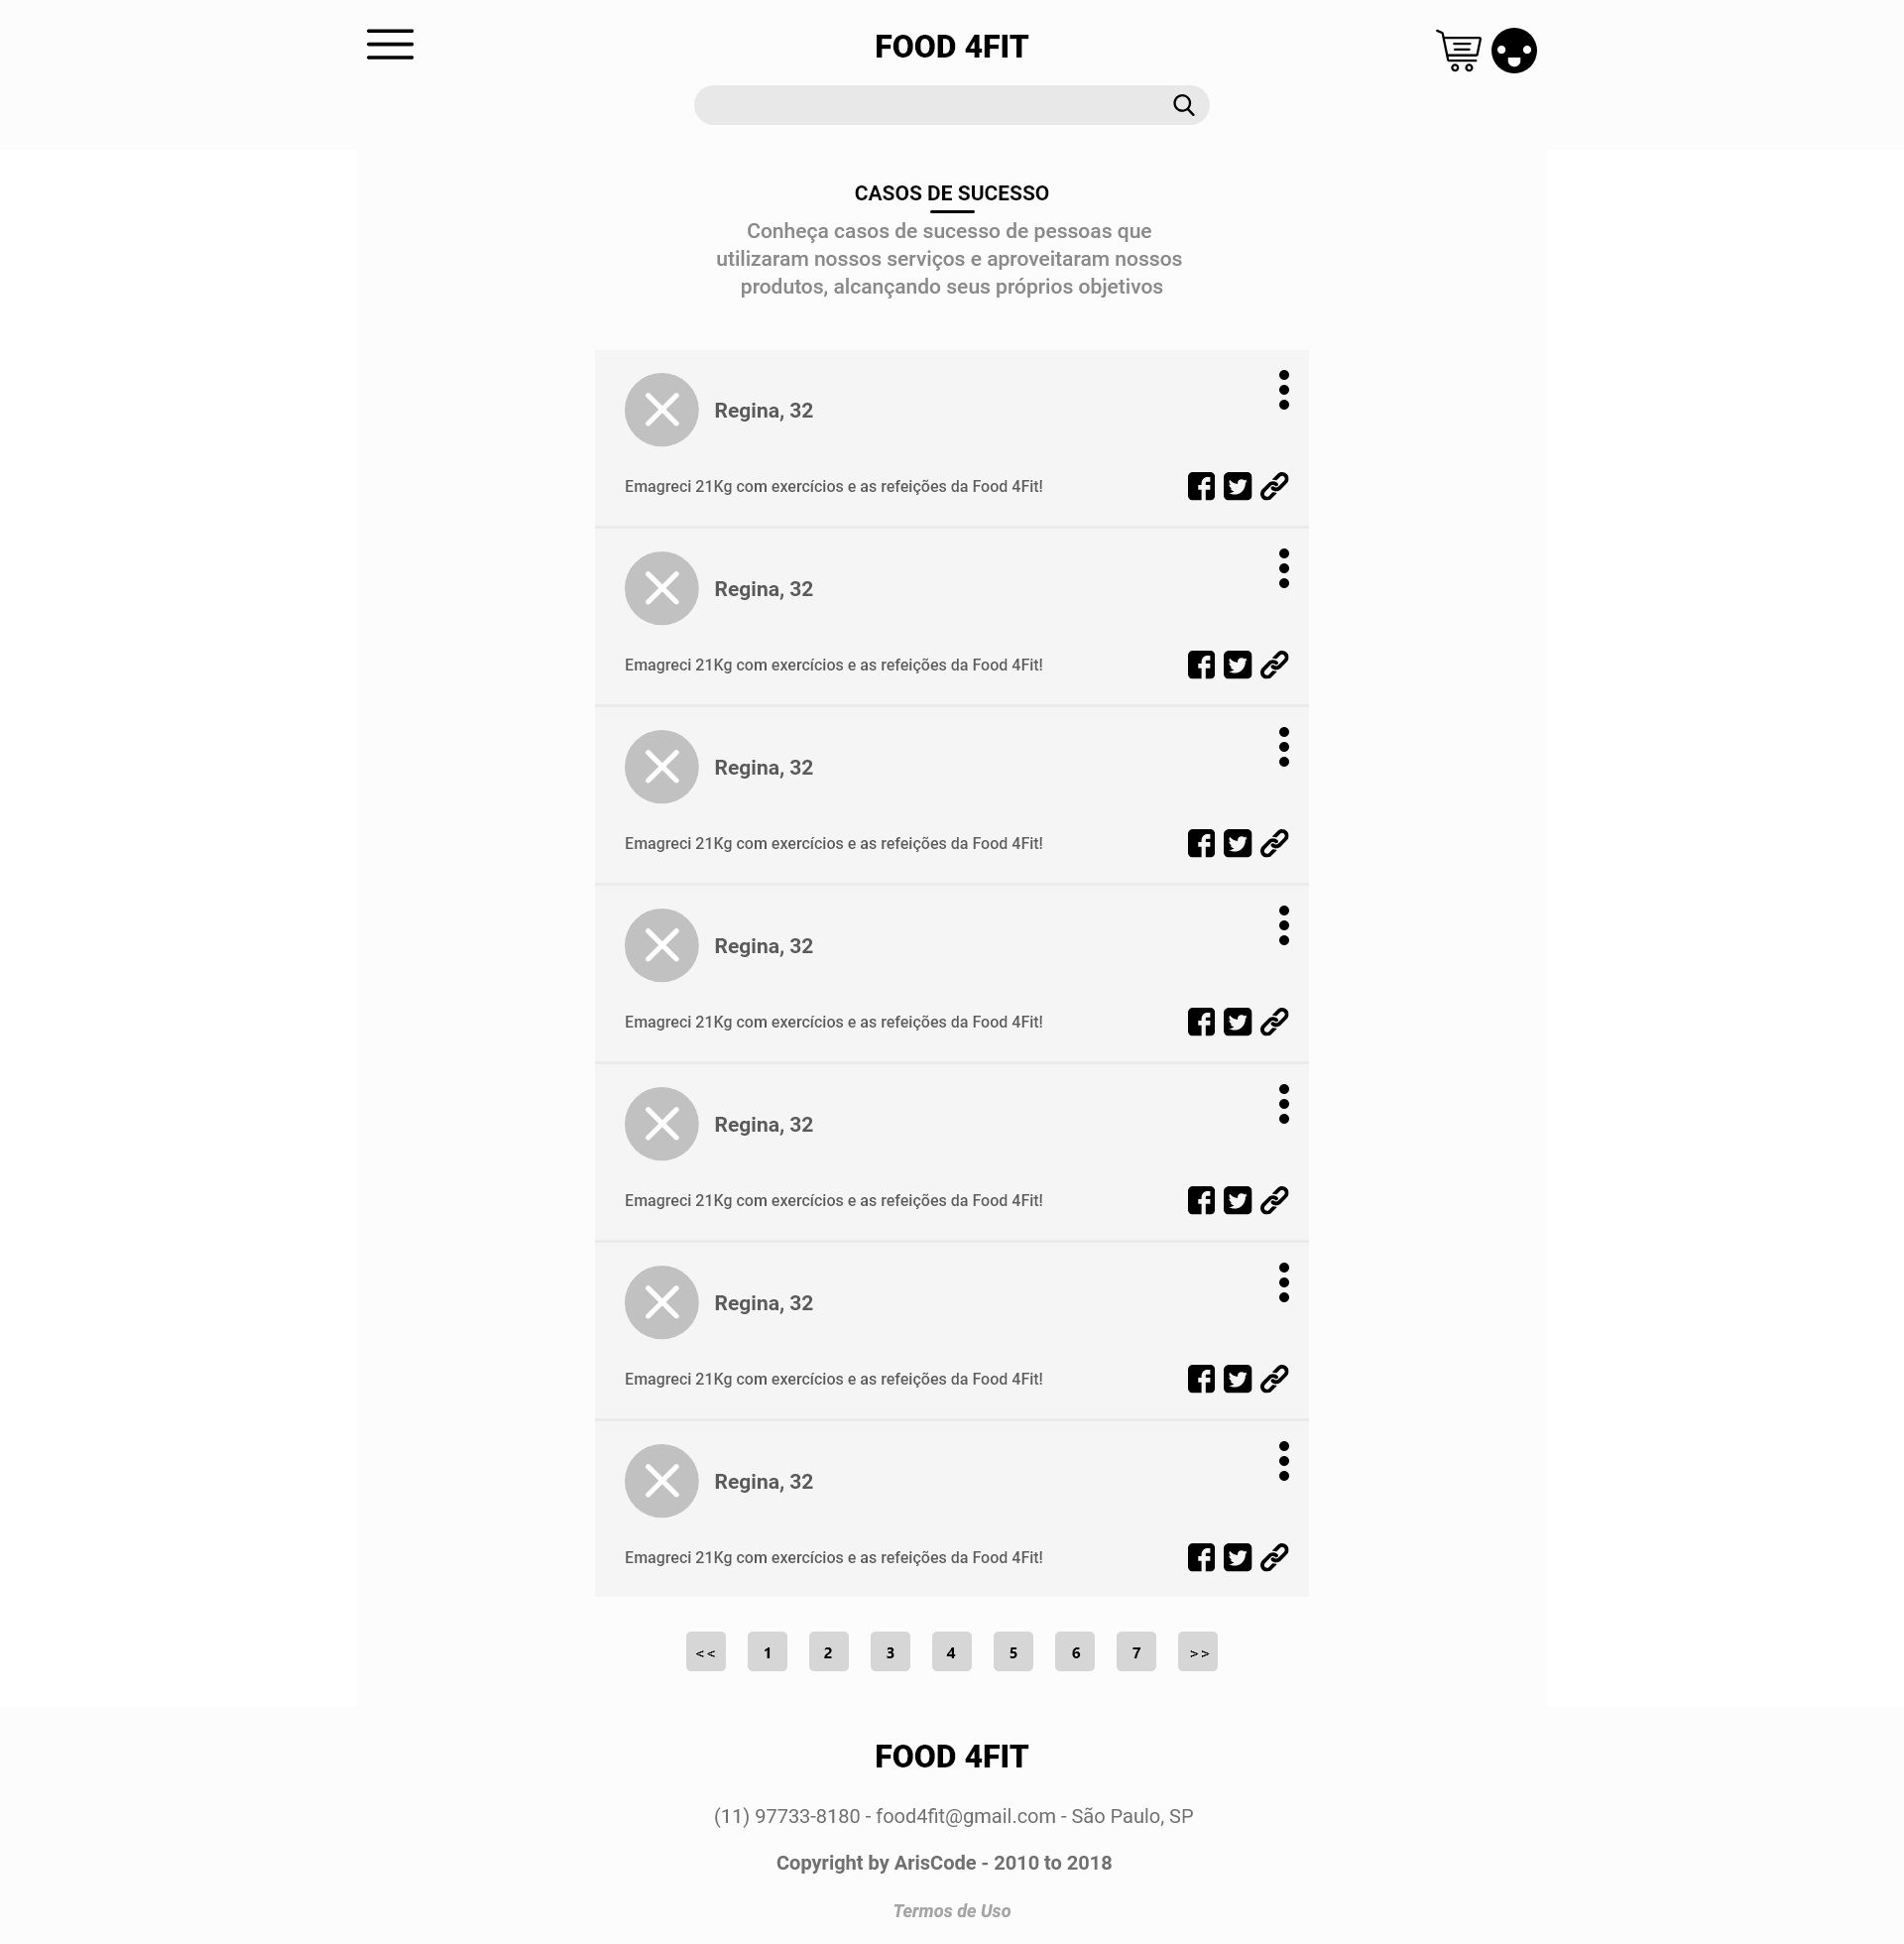 FOOD 4FIT
CASOS DE SUCESSO
Conheça casos de sucesso de pessoas que
utilizaram nossos serviços e aproveitaram nossos
produtos, alcançando seus próprios objetivos
Regina, 32
Emagreci 21Kg com exercícios e as refeições da Food 4Fit!
Regina, 32
Emagreci 21Kg com exercícios e as refeições da Food 4Fit!
Regina, 32
Emagreci 21Kg com exercícios e as refeições da Food 4Fit!
Regina, 32
Emagreci 21Kg com exercícios e as refeições da Food 4Fit!
Regina, 32
Emagreci 21Kg com exercícios e as refeições da Food 4Fit!
Regina, 32
Emagreci 21Kg com exercícios e as refeições da Food 4Fit!
Regina, 32
Emagreci 21Kg com exercícios e as refeições da Food 4Fit!
<< 1 2 3 4 5 6 7 >>
FOOD 4FIT
(11) 97733-8180 - food4fit@gmail.com - São Paulo, SP
Copyright by ArisCode - 2010 to 2018
Termos de Uso